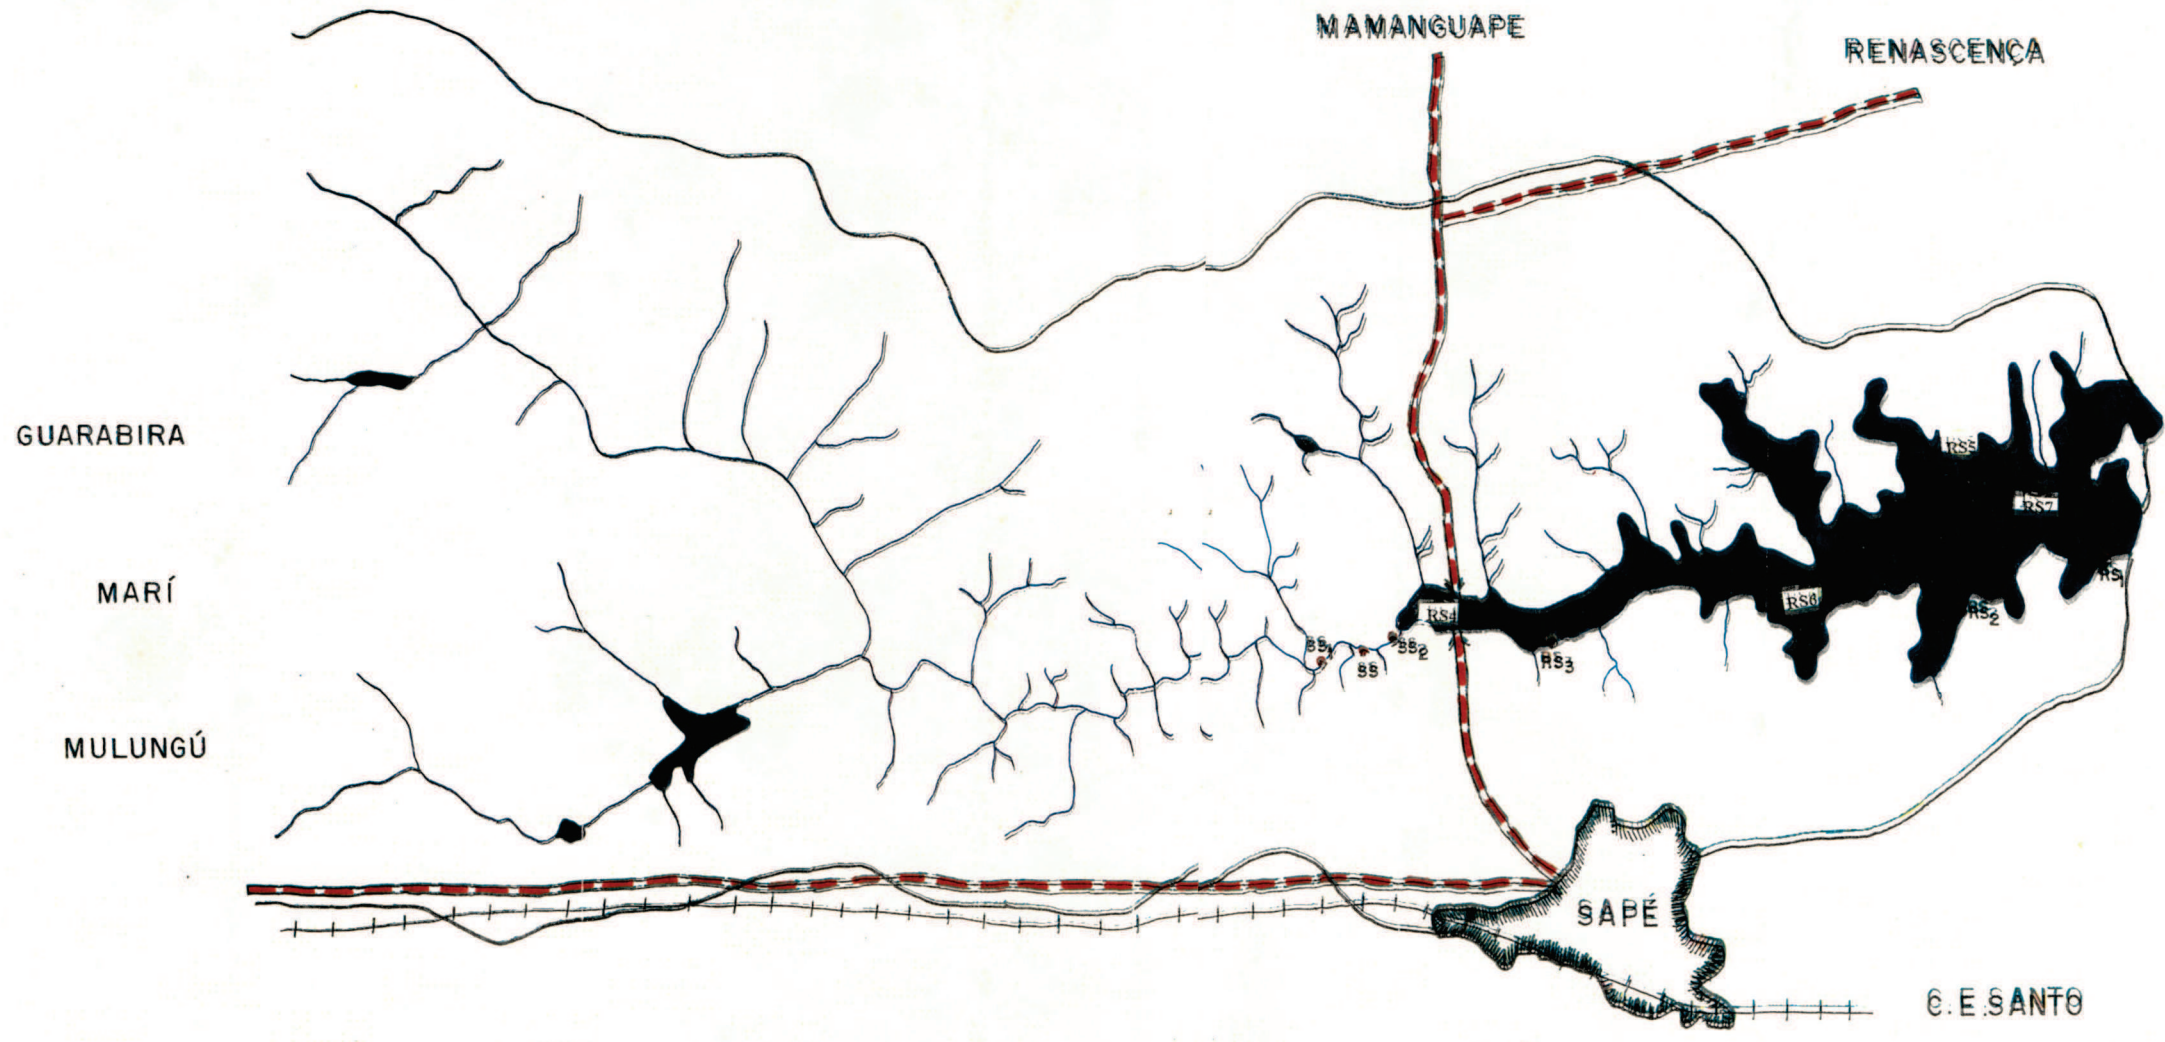 MAMANGUAPE
RENASCENÇA
GUARABIRA
RS5
RS7
MARÍ
RS1
RS6
RS4
RS2
SS1
SS2
SS
RS3
MULUNGÚ
SAPÉ
C.E.SANTO